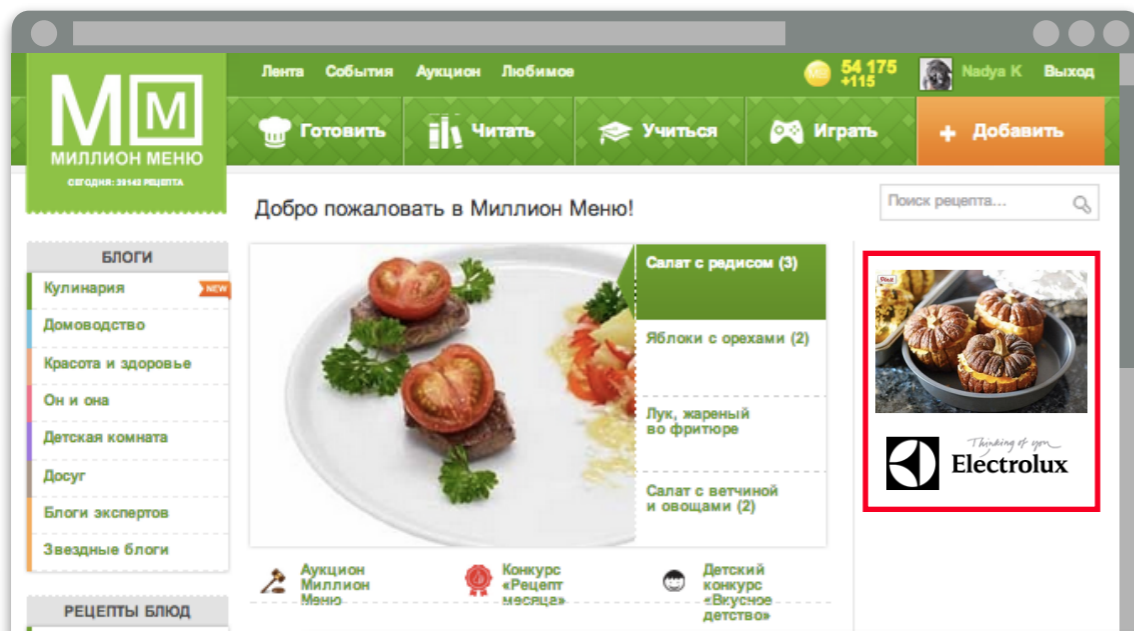 Лента События Аукцион Любимое
54 175
+115
Nadya K Выход
М М
МИЛЛИОН МЕНЮ
СЕГОДНЯ: 39142 РЕЦЕПТА
Готовить Читать Учиться Играть + Добавить
Добро пожаловать в Миллион Меню!
Поиск рецепта...
БЛОГИ
Кулинария NEW
Домоводство
Красота и здоровье
Он и она
Детская комната
Досуг
Блоги экспертов
Звездные блоги
РЕЦЕПТЫ БЛЮД
Салат с редисом (3)
Яблоки с орехами (2)
Лук, жареный
во фритюре
Салат с ветчиной
и овощами (2)
Аукцион
Миллион
Меню
Конкурс
«Рецепт
месяца»
Детский
конкурс
«Вкусное
детство»
Thinking of you
Electrolux